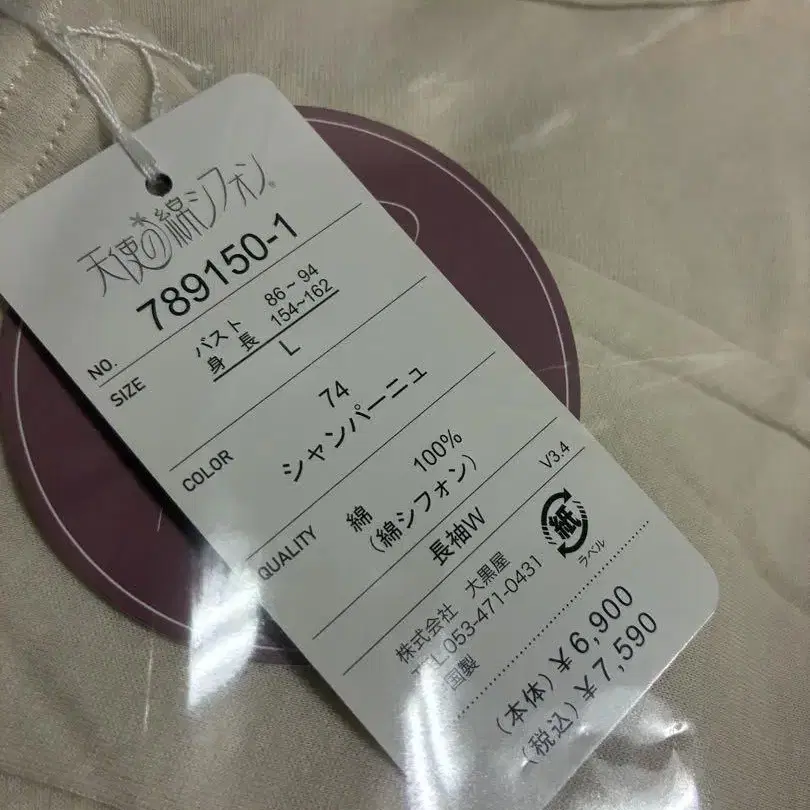 天使の綿シフォン®
NO. 789150-1
SIZE バスト 86~94
身長 154~162
L
COLOR 74
シャンパーニュ
QUALITY 綿 100%
(綿シフォン)
長袖W V3.4
紙
ラベル
株式会社 大黒屋
TEL.053-471-0431
国製
(本体) ¥6,900
(税込) ¥7,590